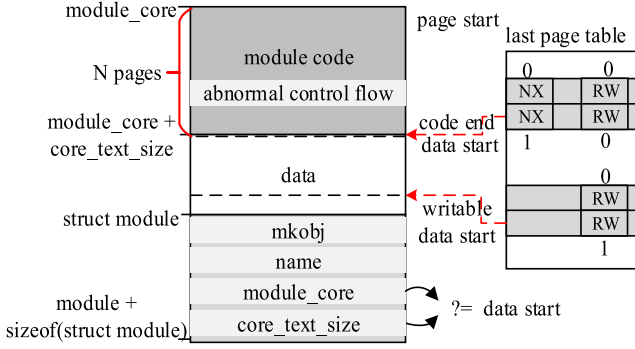 module_core
page start
last page table
module code
0 0
N pages
NX RW
abnormal control flow
NX RW
module_core +
code end
core_text_size
data start
1 0
data
0
RW
struct module
writable
RW
mkobj
data start
1
name
module +
module_core
?= data start
sizeof(struct module)
core_text_size